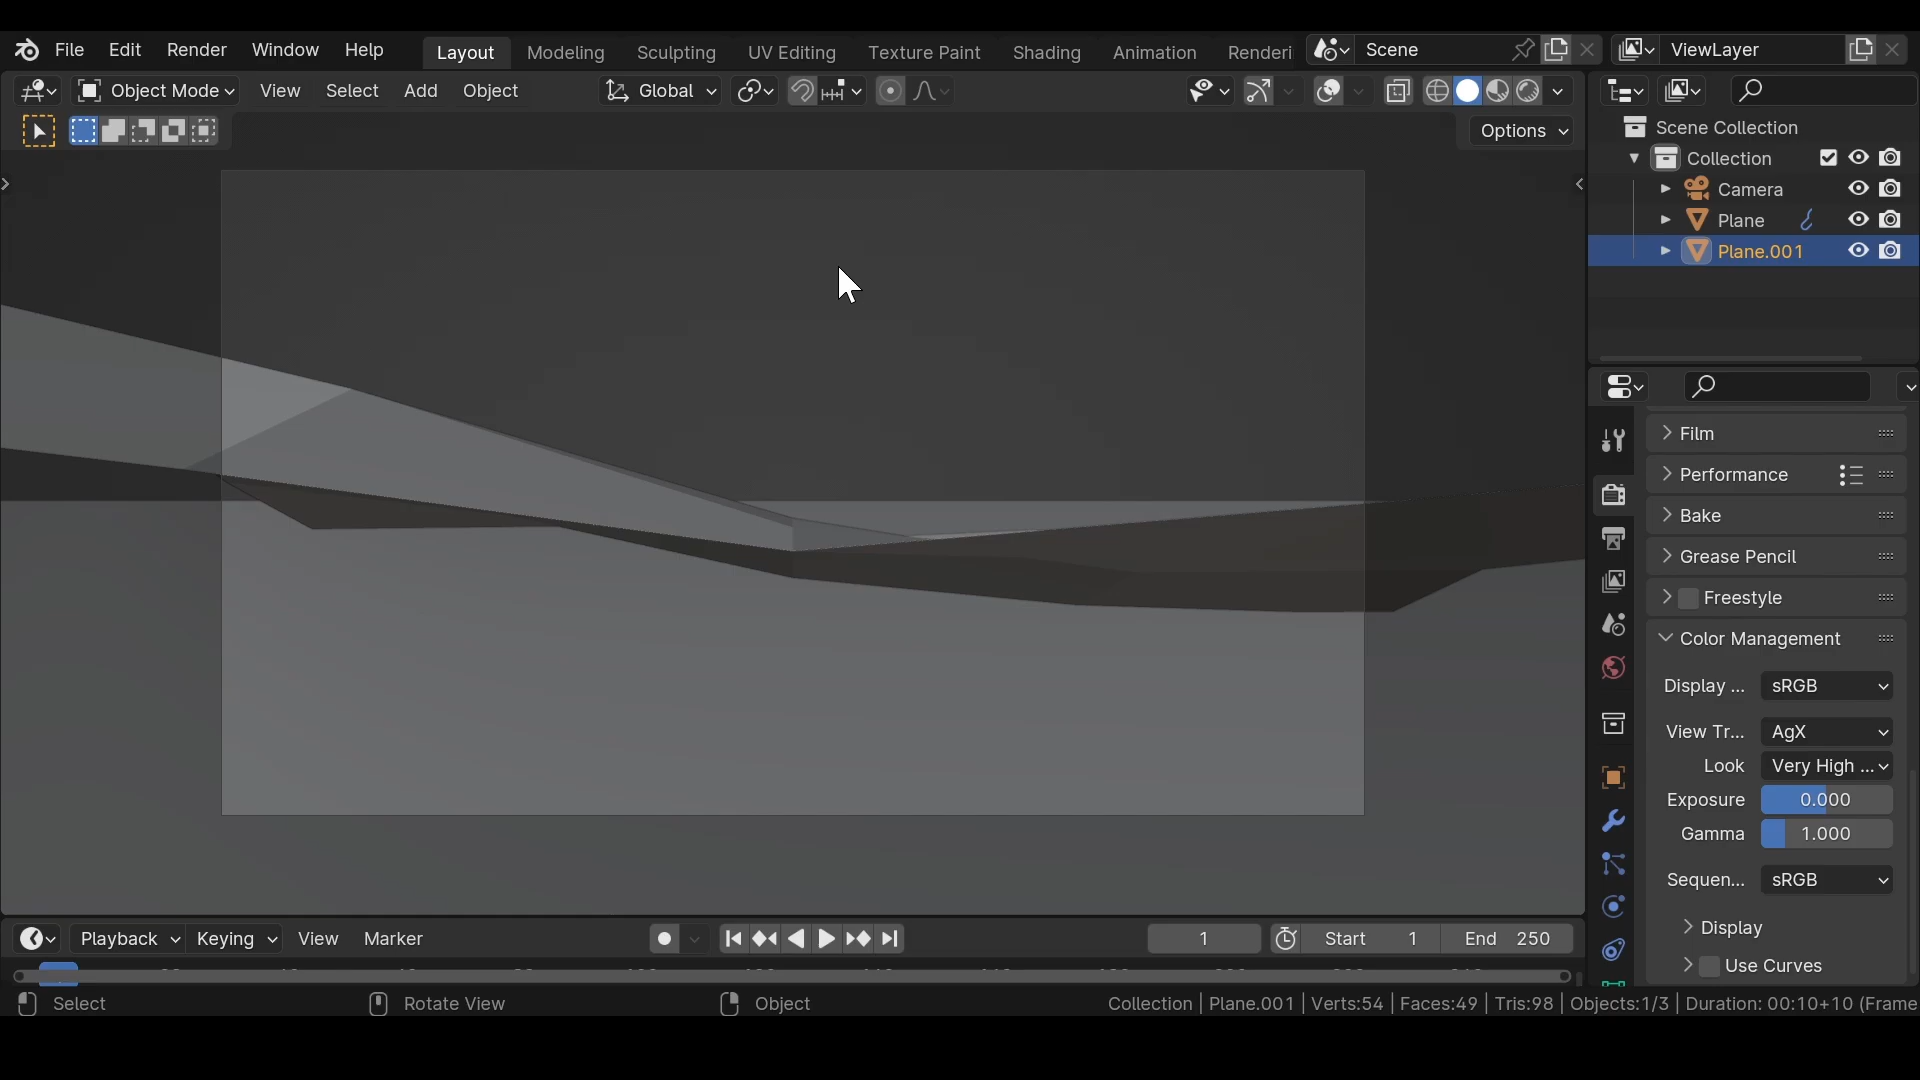 File Edit Render Window Help Layout Modeling Sculpting UV Editing Texture Paint Shading Animation Renderi Scene ViewLayer
Object Mode View Select Add Object Global
Options
Scene Collection
Collection
Camera
Plane
Plane.001
Film
Performance
Bake
Grease Pencil
Freestyle
Color Management
Display ... sRGB
View Tr... AgX
Look Very High ...
Exposure 0.000
Gamma 1.000
Sequen... sRGB
Display
Use Curves
Playback Keying View Marker 1 Start 1 End 250
Select Rotate View Object Collection | Plane.001 | Verts:54 | Faces:49 | Tris:98 | Objects:1/3 | Duration: 00:10+10 (Frame